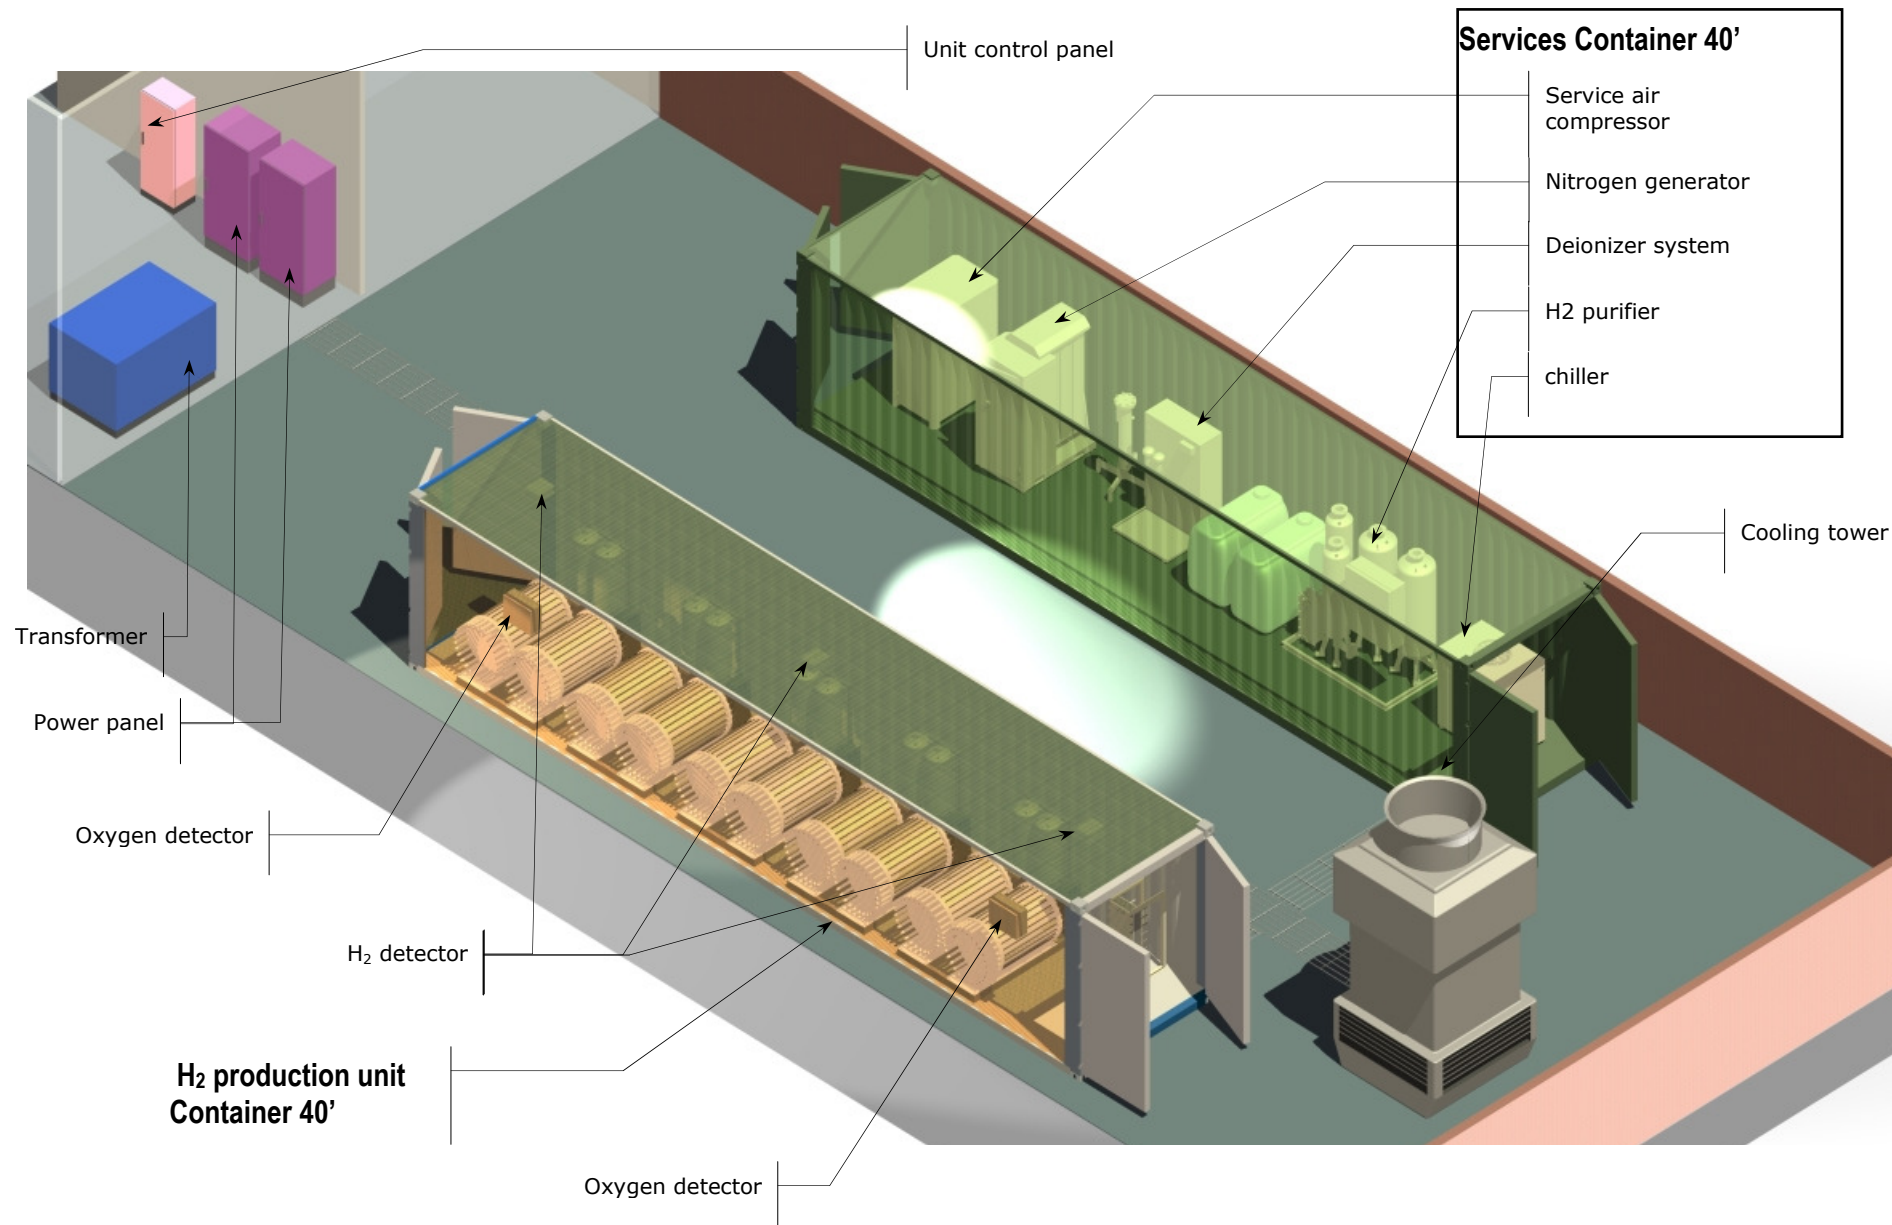 Unit control panel
Services Container 40’
Service air
compressor
Nitrogen generator
Deionizer system
H2 purifier
chiller
Cooling tower
Transformer
Power panel
Oxygen detector
H₂ detector
H₂ production unit
Container 40’
Oxygen detector